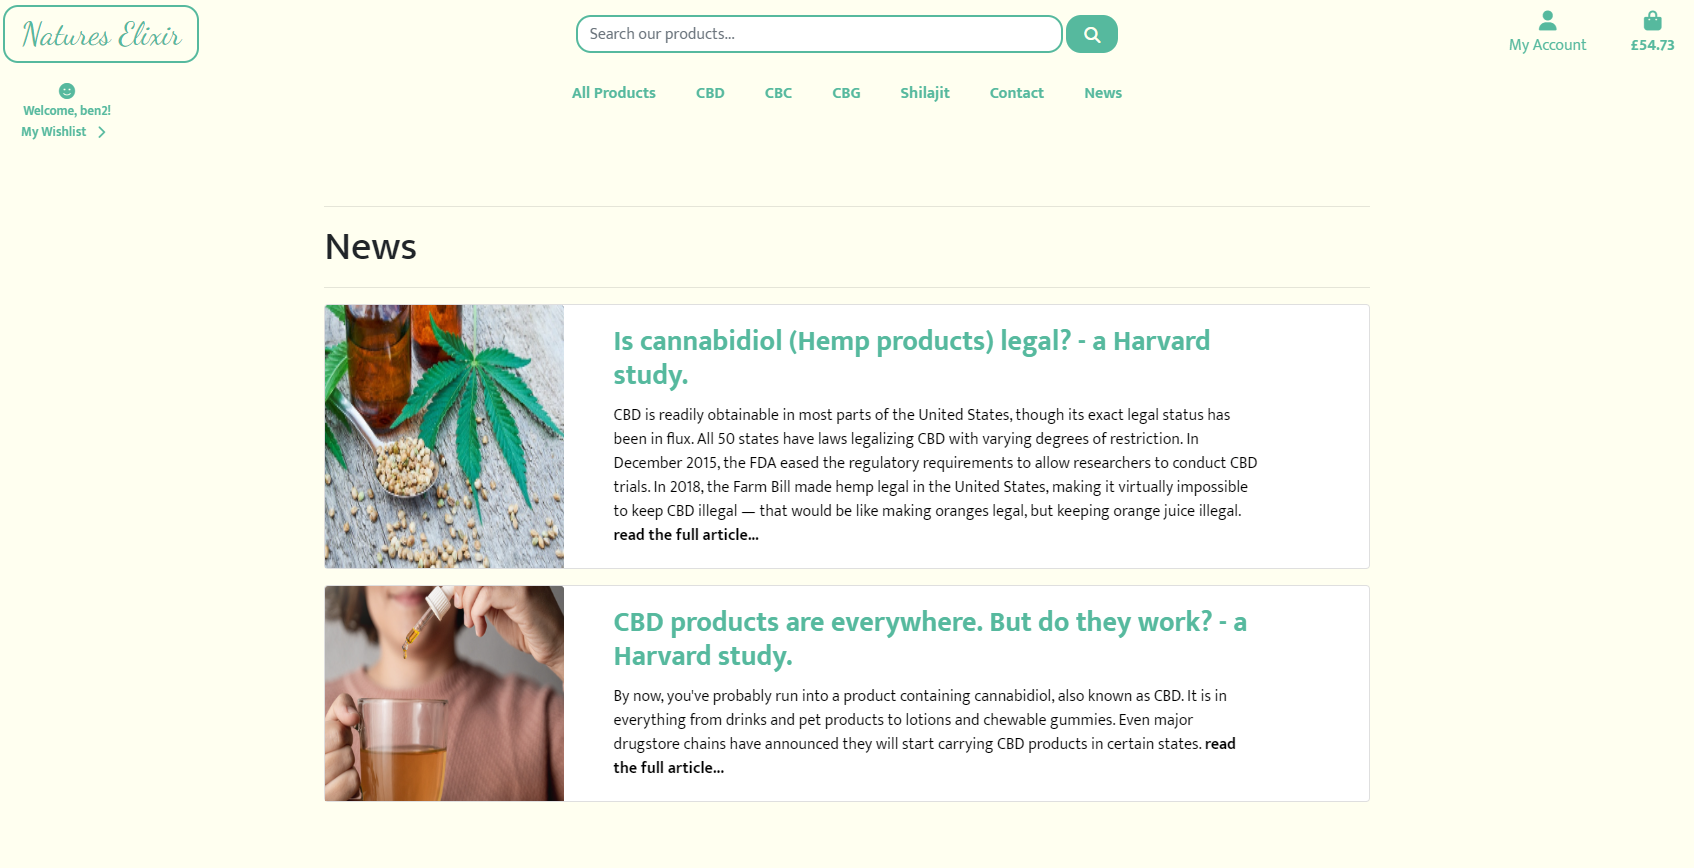 Natures Elixir
Search our products...
My Account
£54.73
Welcome, ben2!
My Wishlist
All Products CBD CBC CBG Shilajit Contact News
News
Is cannabidiol (Hemp products) legal? - a Harvard
study.
CBD is readily obtainable in most parts of the United States, though its exact legal status has
been in flux. All 50 states have laws legalizing CBD with varying degrees of restriction. In
December 2015, the FDA eased the regulatory requirements to allow researchers to conduct CBD
trials. In 2018, the Farm Bill made hemp legal in the United States, making it virtually impossible
to keep CBD illegal — that would be like making oranges legal, but keeping orange juice illegal.
read the full article...
CBD products are everywhere. But do they work? - a
Harvard study.
By now, you've probably run into a product containing cannabidiol, also known as CBD. It is in
everything from drinks and pet products to lotions and chewable gummies. Even major
drugstore chains have announced they will start carrying CBD products in certain states. read
the full article...